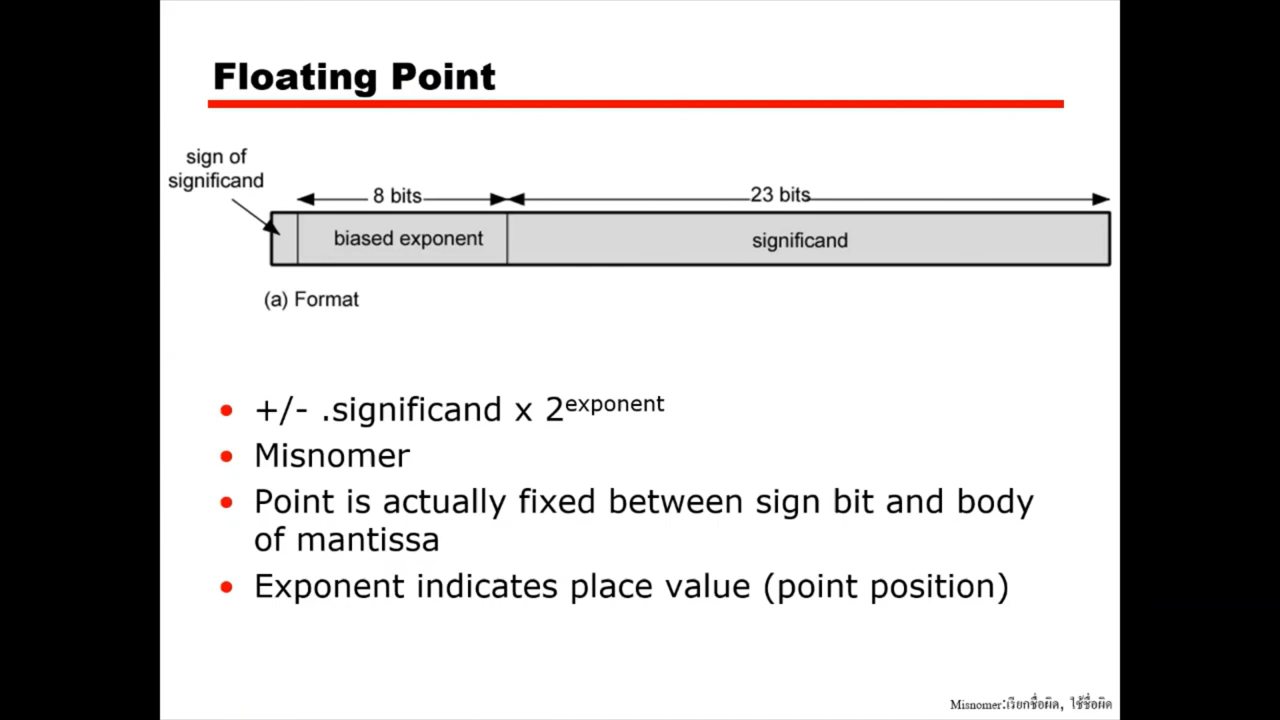 Floating Point
sign of
significand
8 bits
23 bits
biased exponent
significand
(a) Format
+/- .significand x 2^exponent
Misnomer
Point is actually fixed between sign bit and body
of mantissa
Exponent indicates place value (point position)
Misnomer:เรียกชื่อผิด, ใช้ชื่อผิด